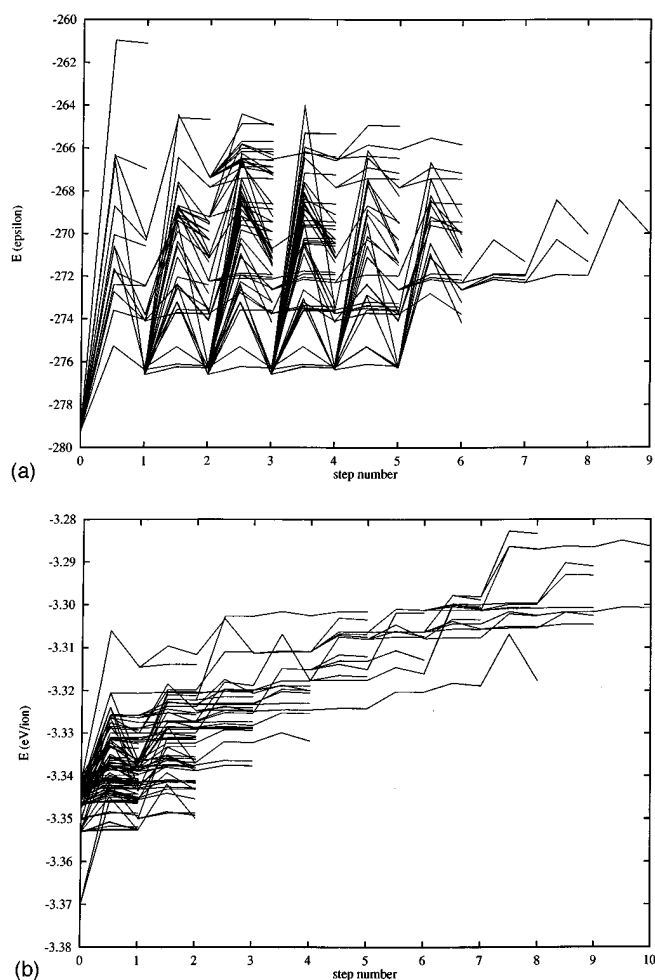 -260
-262
-264
-266
-268
-270
-272
-274
-276
-278
-280
E (epsilon)
0 1 2 3 4 5 6 7 8 9
step number
(a)
-3.28
-3.29
-3.30
-3.31
-3.32
-3.33
-3.34
-3.35
-3.36
-3.37
-3.38
E (eV/ion)
0 1 2 3 4 5 6 7 8 9 10
step number
(b)